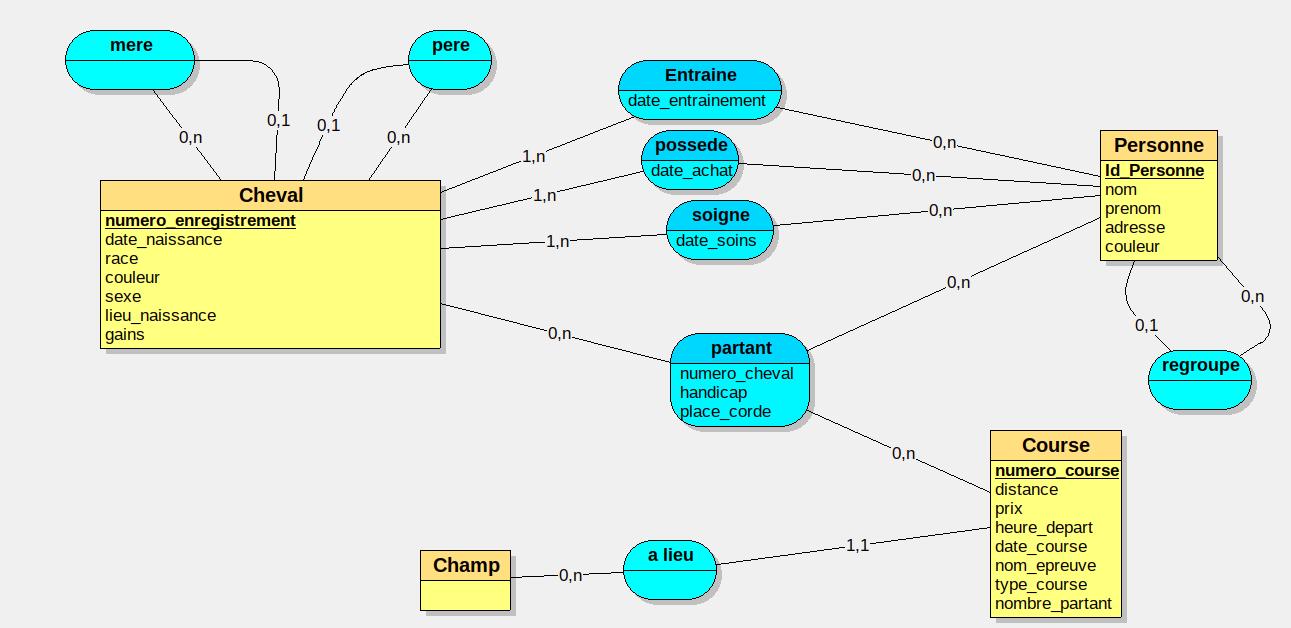 mere
pere
0,n
0,1
0,1
0,n
Entraine
date_entrainement
possede
date_achat
soigne
date_soins
1,n
1,n
1,n
0,n
0,n
0,n
Cheval
numero_enregistrement
date_naissance
race
couleur
sexe
lieu_naissance
gains
Personne
Id_Personne
nom
prenom
adresse
couleur
0,n
0,n
0,1
0,n
regroupe
partant
numero_cheval
handicap
place_corde
0,n
Course
numero_course
distance
prix
heure_depart
date_course
nom_epreuve
type_course
nombre_partant
Champ
0,n
a lieu
1,1